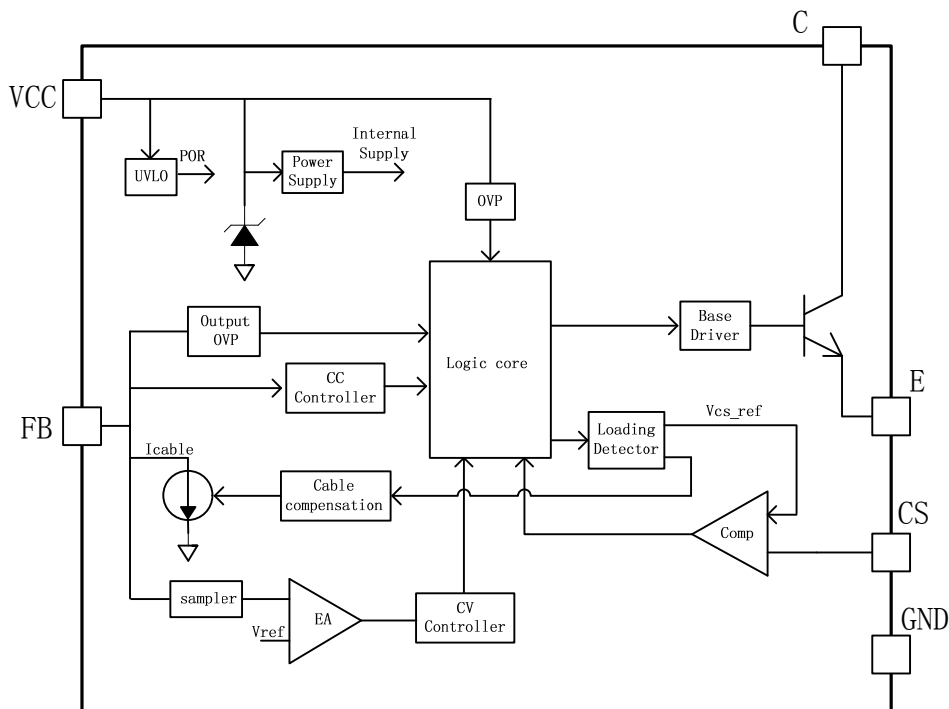 C
VCC
Internal
Supply
POR
UVLO
Power
Supply
OVP
Output
OVP
Base
Driver
Logic core
CC
Controller
E
FB
Vcs_ref
Loading
Detector
Icable
Cable
compensation
CS
Comp
sampler
EA
CV
Controller
GND
Vref